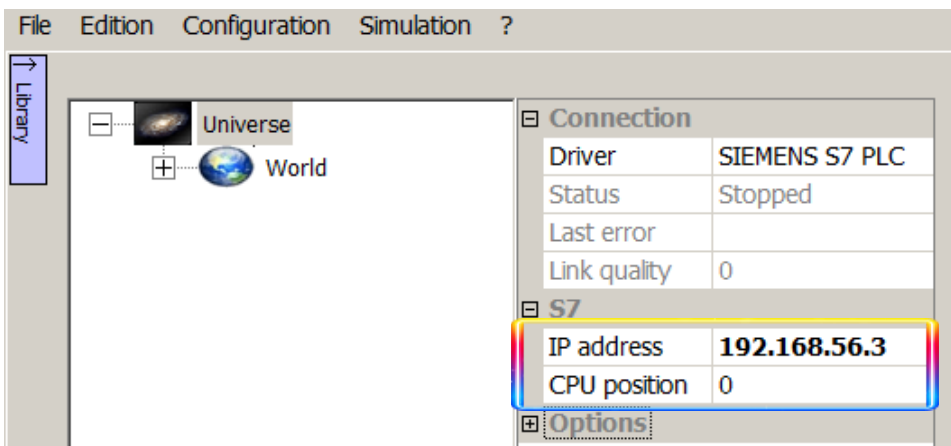 File Edition Configuration Simulation ?
↑ Library
Universe
World
Connection
Driver SIEMENS S7 PLC
Status Stopped
Last error
Link quality 0
S7
IP address 192.168.56.3
CPU position 0
Options